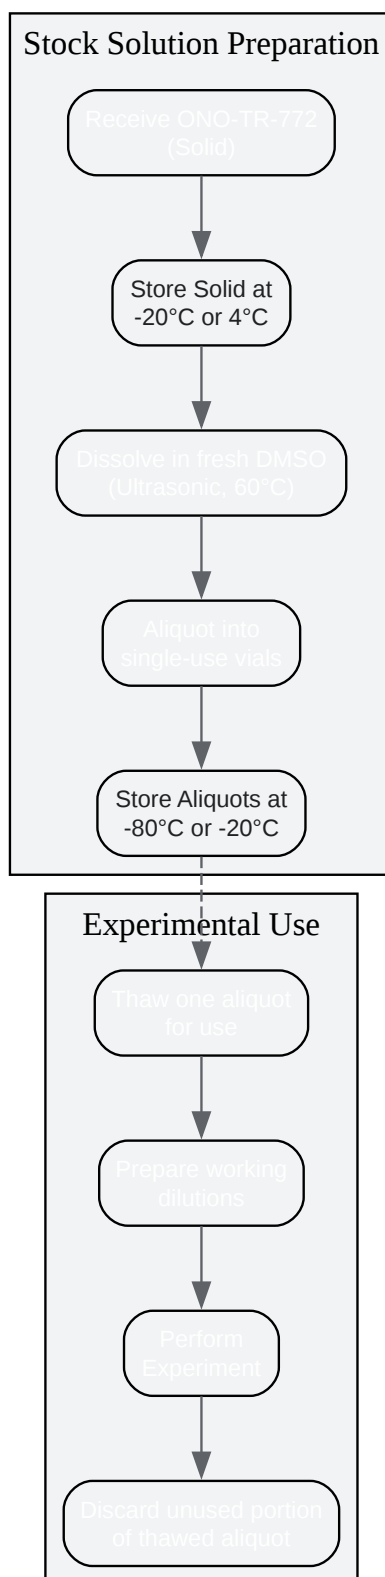 Stock Solution Preparation
Receive ONO-TR-772
(Solid)
Store Solid at
-20°C or 4°C
Dissolve in fresh DMSO
(Ultrasonic, 60°C)
Aliquot into
single-use vials
Store Aliquots at
-80°C or -20°C
Experimental Use
Thaw one aliquot
for use
Prepare working
dilutions
Perform
Experiment
Discard unused portion
of thawed aliquot